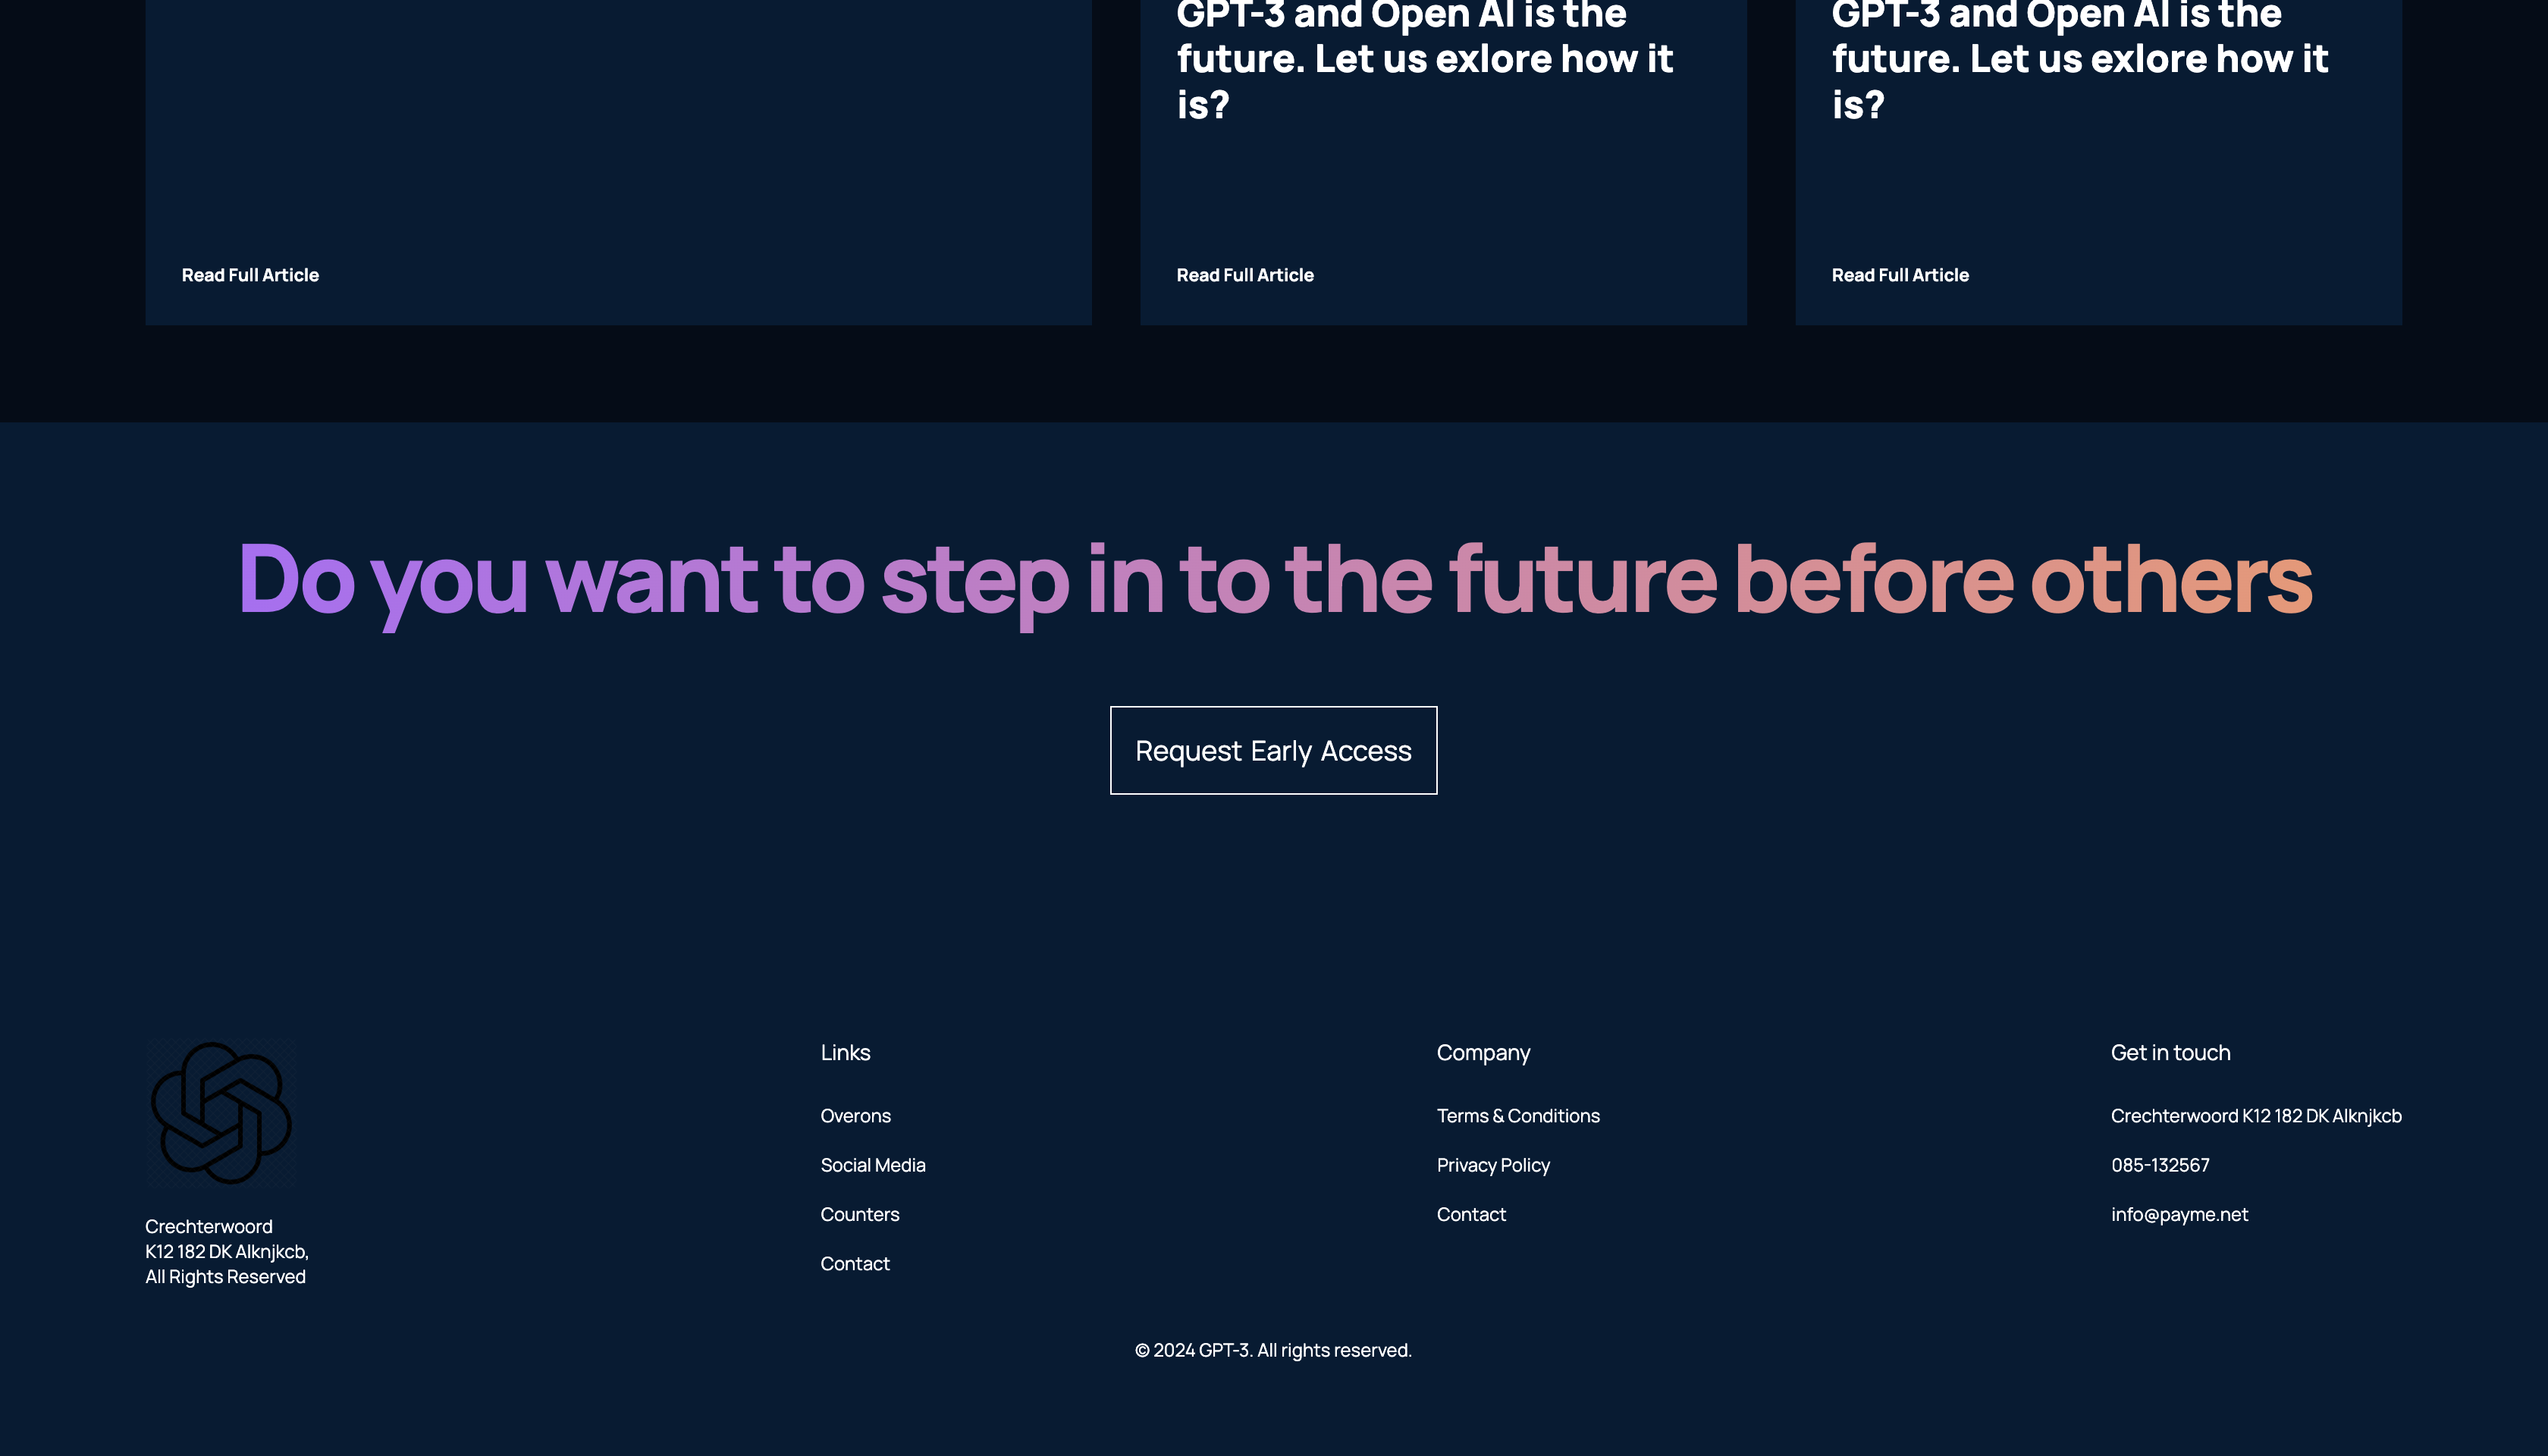 GPT-3 and Open AI is the
future. Let us exlore how it
is?
GPT-3 and Open AI is the
future. Let us exlore how it
is?
Read Full Article
Read Full Article
Read Full Article
Do you want to step in to the future before others
Request Early Access
Crechterwoord
K12 182 DK Alknjkcb,
All Rights Reserved
Links
Overons
Social Media
Counters
Contact
Company
Terms & Conditions
Privacy Policy
Contact
Get in touch
Crechterwoord K12 182 DK Alknjkcb
085-132567
info@payme.net
© 2024 GPT-3. All rights reserved.